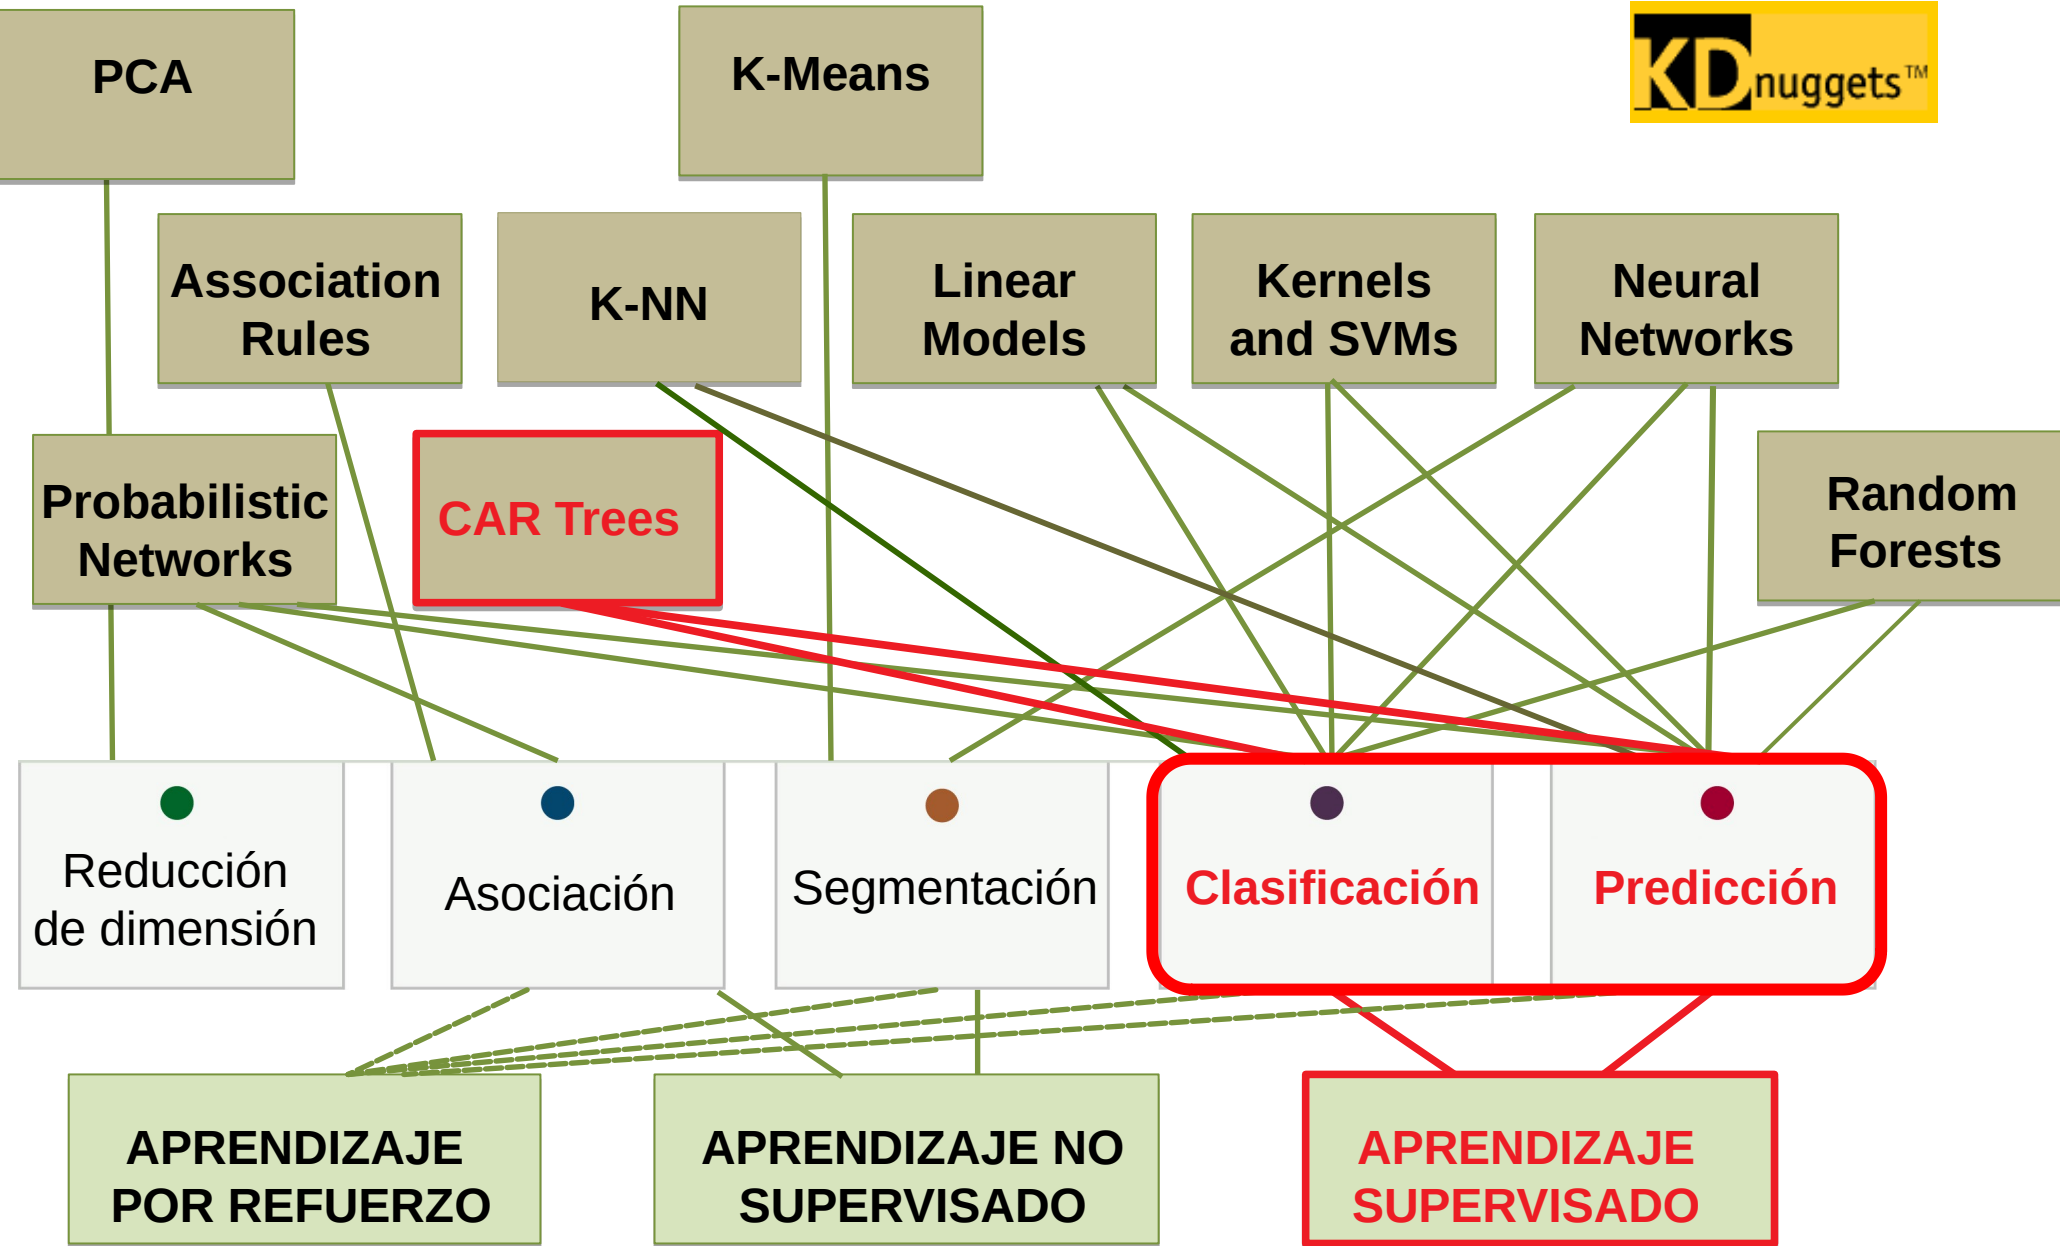 PCA
K-Means
KDnuggets™
Association
Rules
K-NN
Linear
Models
Kernels
and SVMs
Neural
Networks
Probabilistic
Networks
CAR Trees
Random
Forests
Reducción
de dimensión
Asociación
Segmentación
Clasificación
Predicción
APRENDIZAJE
POR REFUERZO
APRENDIZAJE NO
SUPERVISADO
APRENDIZAJE
SUPERVISADO